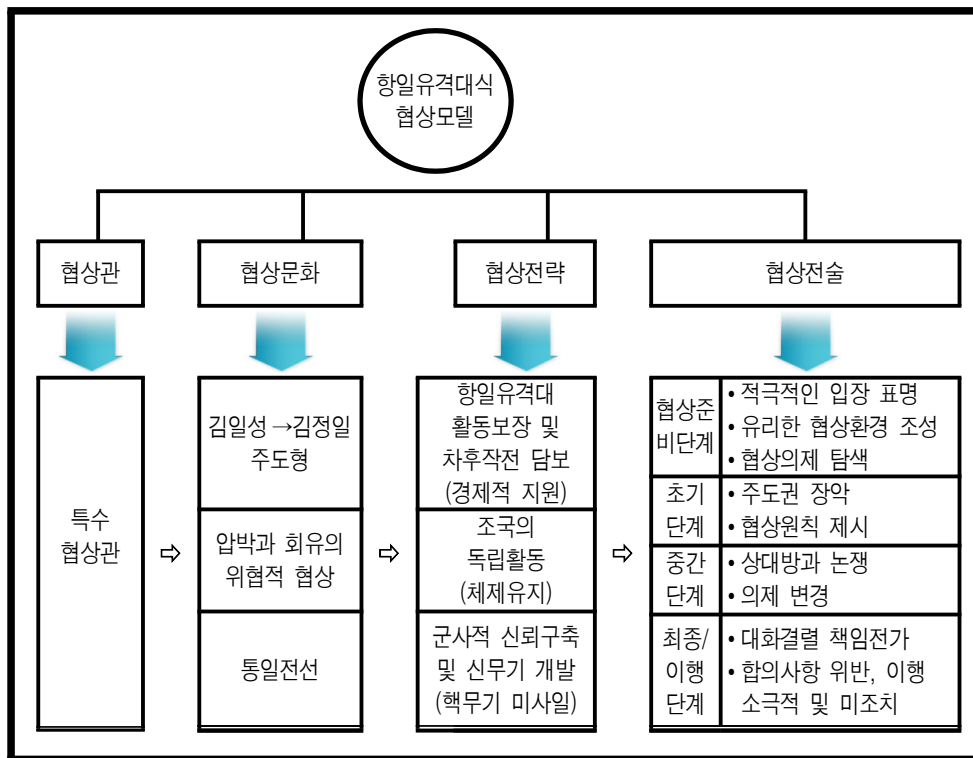 항일유격대식
협상모델
협상관
협상문화
협상전략
협상전술
특수
협상관
⇨
김일성→김정일
주도형
압박과 회유의
위협적 협상
통일전선
⇨
항일유격대
활동보장 및
차후작전 담보
(경제적 지원)
조국의
독립활동
(체제유지)
군사적 신뢰구축
및 신무기 개발
(핵무기 미사일)
⇨
협상준
비단계
• 적극적인 입장 표명
• 유리한 협상환경 조성
• 협상의제 탐색
초기
단계
• 주도권 장악
• 협상원칙 제시
중간
단계
• 상대방과 논쟁
• 의제 변경
최종/
이행
단계
• 대화결렬 책임전가
• 합의사항 위반, 이행
소극적 및 미조치